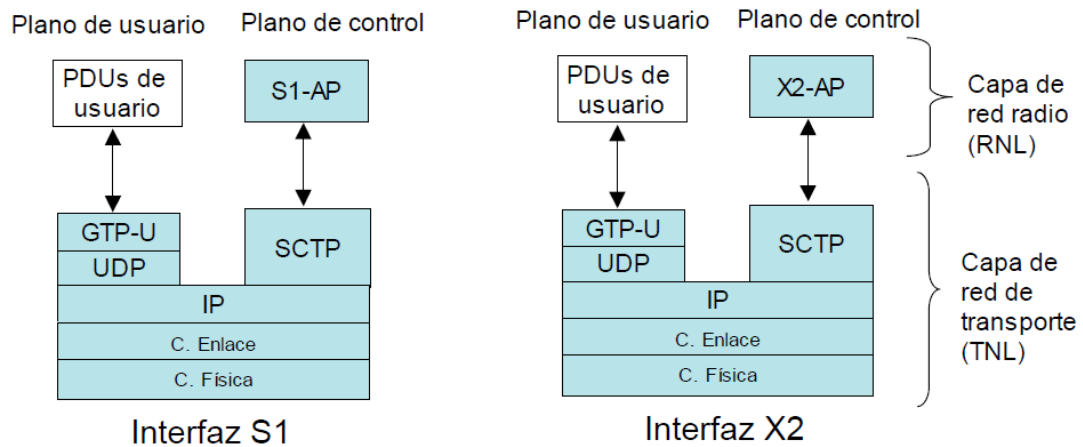 Plano de usuario
Plano de control
PDUs de
usuario
S1-AP
GTP-U
UDP
SCTP
IP
C. Enlace
C. Física
Interfaz S1
Plano de usuario
Plano de control
PDUs de
usuario
X2-AP
GTP-U
UDP
SCTP
IP
C. Enlace
C. Física
Interfaz X2
Capa de
red radio
(RNL)
Capa de
red de
transporte
(TNL)